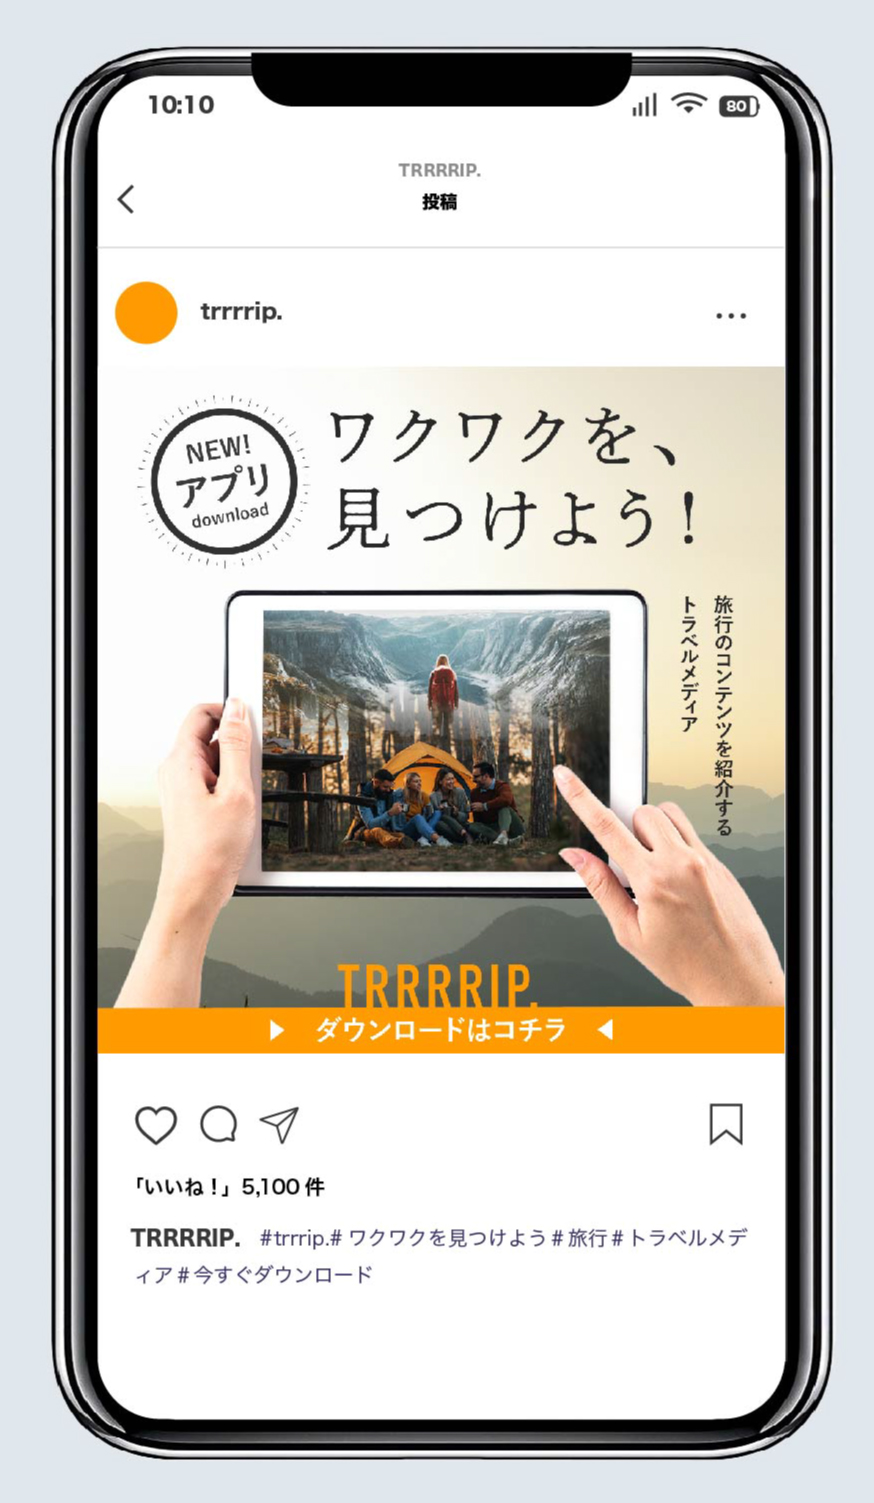 10:10
80
TRRRRIP.
投稿
trrrrip.
NEW!
アプリ
download
ワクワクを、
見つけよう!
旅行のコンテンツを紹介する
トラベルメディア
TRRRRIP.
ダウンロードはコチラ
「いいね！」5,100 件
TRRRRIP. #trrrip.# ワクワクを見つけよう # 旅行 # トラベルメデ
ィア # 今すぐダウンロード